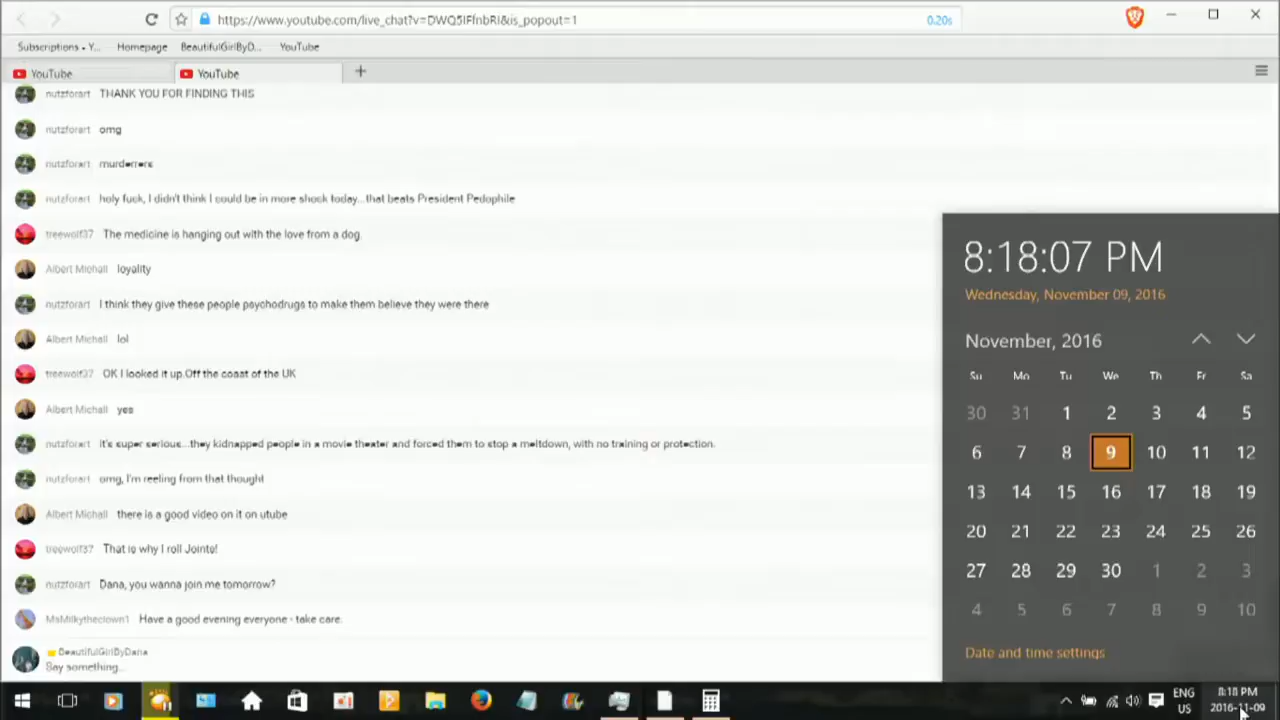 https://www.youtube.com/live_chat?v=DWQ5IFfnbRI&is_popout=1
0.20s
Subscriptions - Y...
Homepage
BeautifulGirlByD...
YouTube
YouTube
YouTube
nutzforart THANK YOU FOR FINDING THIS
nutzforart omg
nutzforart murderrers
nutzforart holy fuck, I didn't think I could be in more shock today...that beats President Pedophile
treewolf37 The medicine is hanging out with the love from a dog.
Albert Michall loyality
nutzforart I think they give these people psychodrugs to make them believe they were there
Albert Michall lol
treewolf37 OK I looked it up.Off the coast of the UK
Albert Michall yes
nutzforart it's super serious...they kidnapped people in a movie theater and forced them to stop a meltdown, with no training or protection.
nutzforart omg, I'm reeling from that thought
Albert Michall there is a good video on it on utube
treewolf37 That is why I roll Joints!
nutzforart Dana, you wanna join me tomorrow?
MsMilkytheclown1 Have a good evening everyone - take care.
BeautifulGirlByDana
Say something...
8:18:07 PM
Wednesday, November 09, 2016
November, 2016
Su Mo Tu We Th Fr Sa
30 31 1 2 3 4 5
6 7 8 9 10 11 12
13 14 15 16 17 18 19
20 21 22 23 24 25 26
27 28 29 30 1 2 3
4 5 6 7 8 9 10
Date and time settings
ENG
US
8:18 PM
2016-11-09